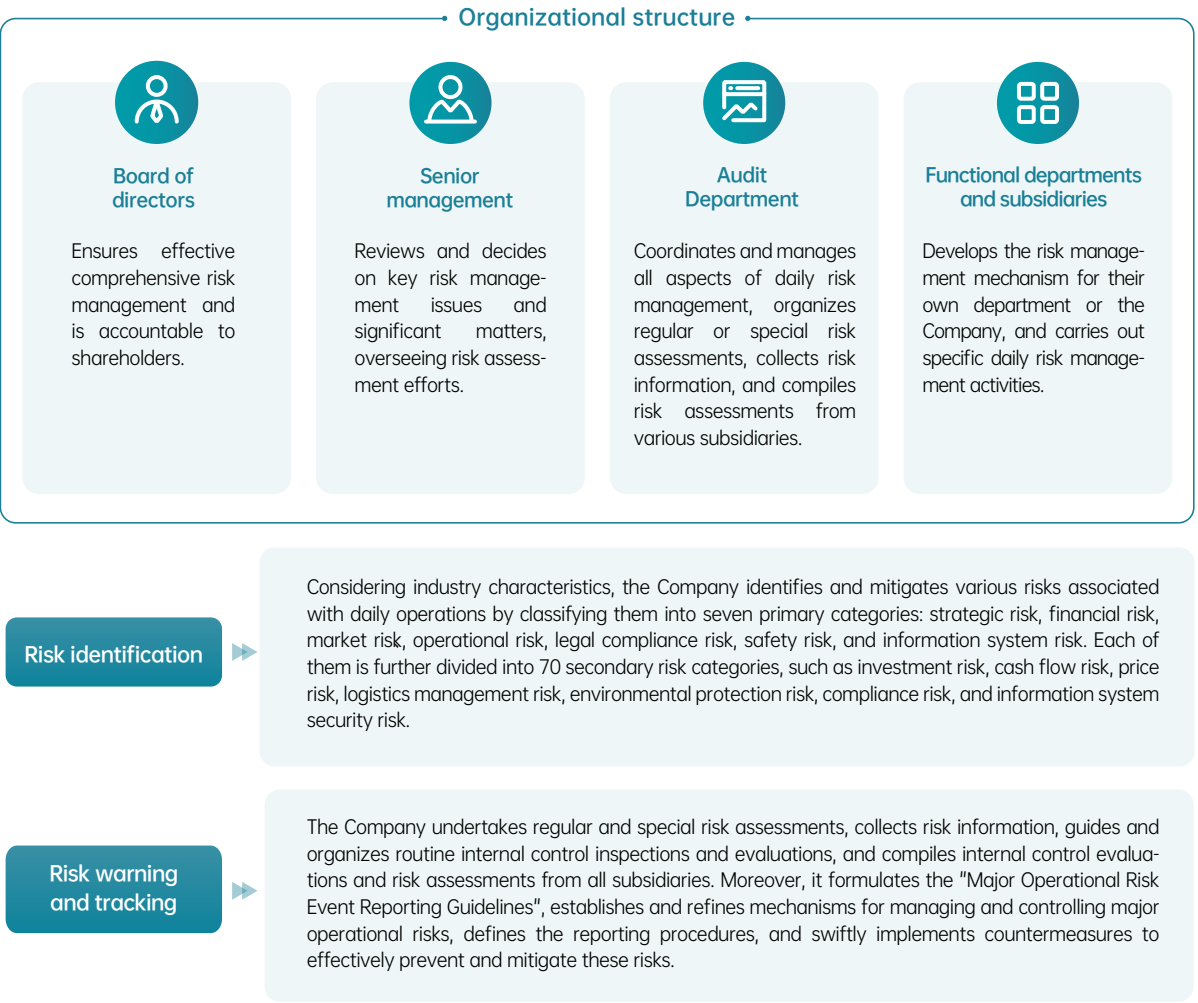 Organizational structure
Board of
directors
Ensures effective
comprehensive risk
management and
is accountable to
shareholders.
Senior
management
Reviews and decides
on key risk manage-
ment issues and
significant matters,
overseeing risk assess-
ment efforts.
Audit
Department
Coordinates and manages
all aspects of daily risk
management, organizes
regular or special risk
assessments, collects risk
information, and compiles
risk assessments from
various subsidiaries.
Functional departments
and subsidiaries
Develops the risk manage-
ment mechanism for their
own department or the
Company, and carries out
specific daily risk manage-
ment activities.
Risk identification
Considering industry characteristics, the Company identifies and mitigates various risks associated
with daily operations by classifying them into seven primary categories: strategic risk, financial risk,
market risk, operational risk, legal compliance risk, safety risk, and information system risk. Each of
them is further divided into 70 secondary risk categories, such as investment risk, cash flow risk, price
risk, logistics management risk, environmental protection risk, compliance risk, and information system
security risk.
Risk warning
and tracking
The Company undertakes regular and special risk assessments, collects risk information, guides and
organizes routine internal control inspections and evaluations, and compiles internal control evalua-
tions and risk assessments from all subsidiaries. Moreover, it formulates the "Major Operational Risk
Event Reporting Guidelines", establishes and refines mechanisms for managing and controlling major
operational risks, defines the reporting procedures, and swiftly implements countermeasures to
effectively prevent and mitigate these risks.